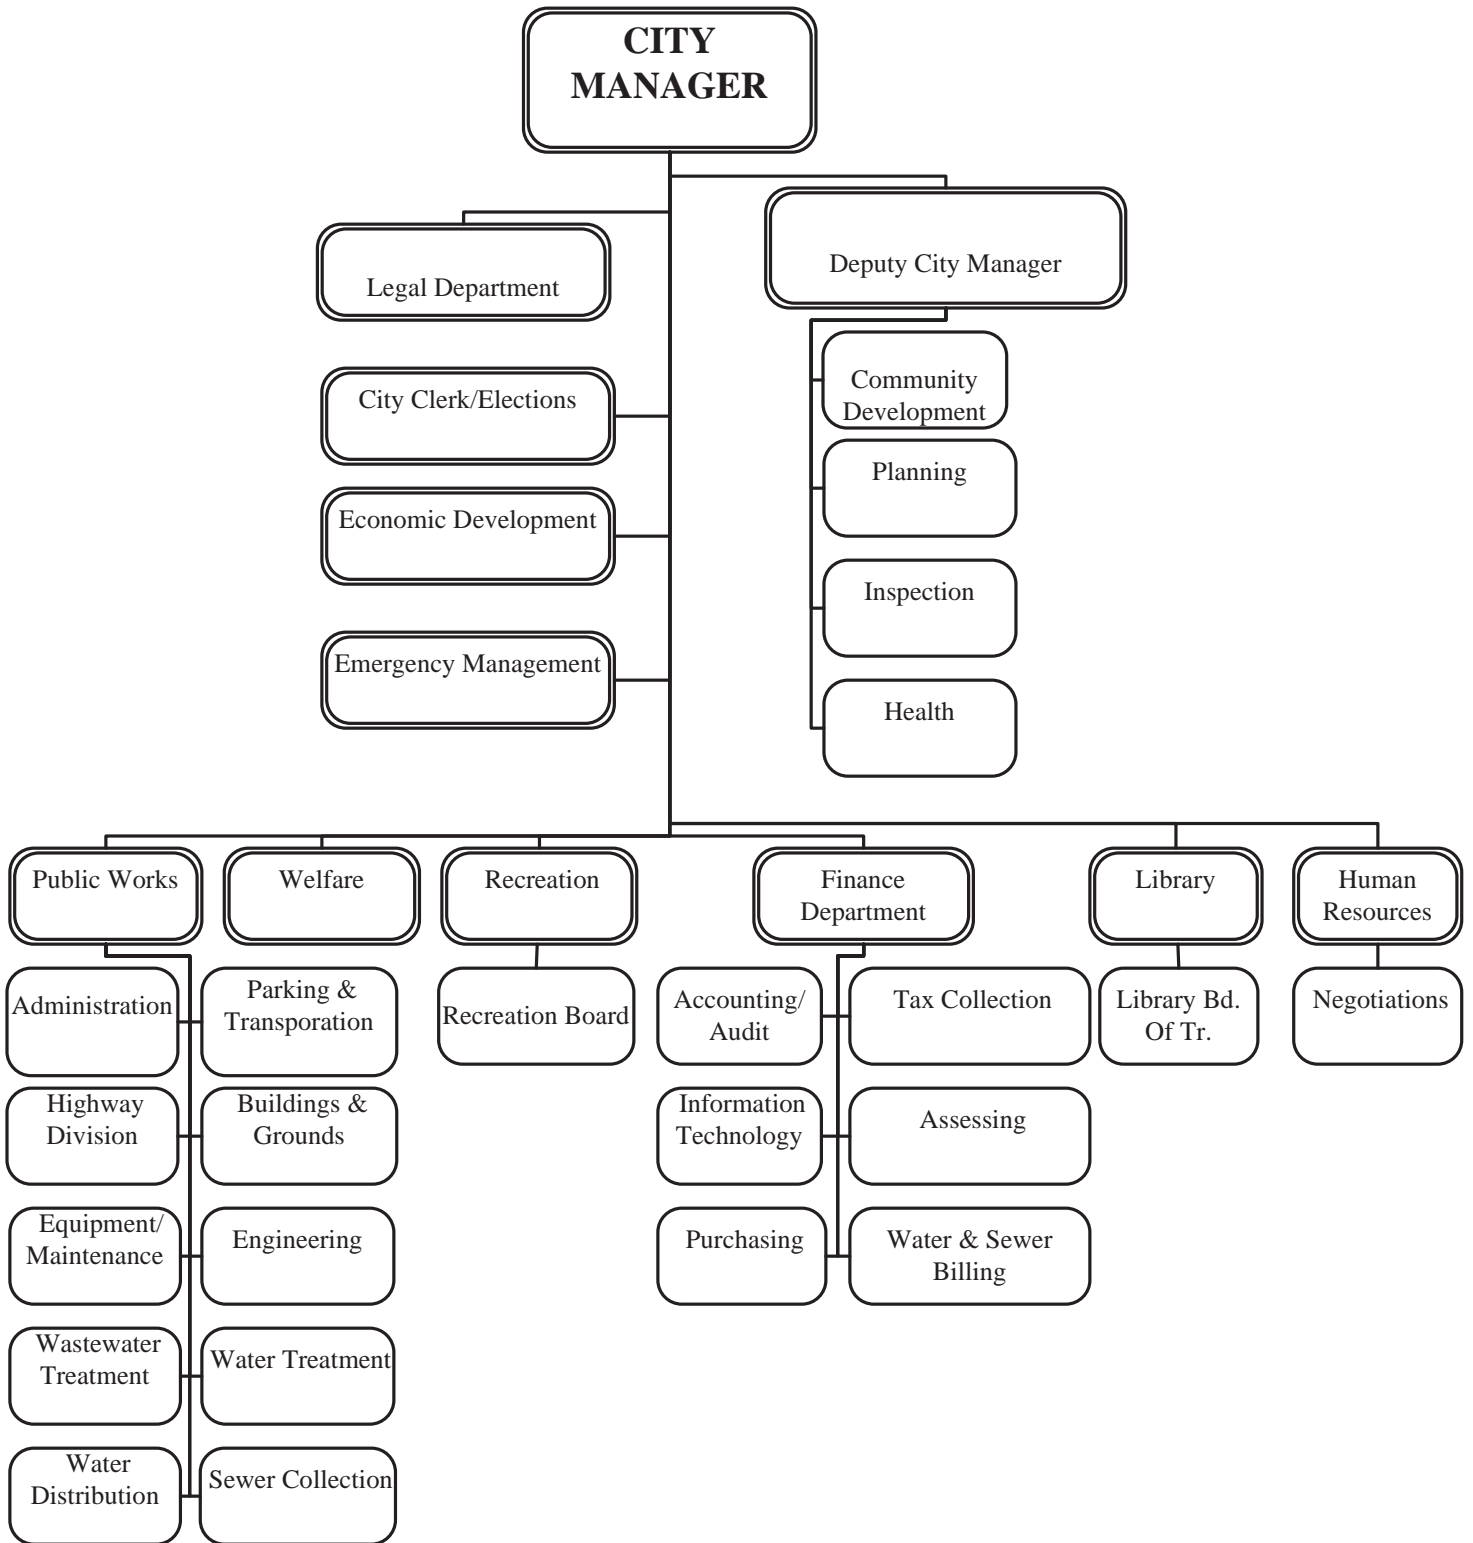 CITY
MANAGER
Deputy City Manager
Legal Department
Community
Development
City Clerk/Elections
Planning
Economic Development
Inspection
Emergency Management
Health
Public Works
Welfare
Recreation
Finance
Department
Library
Human
Resources
Administration
Parking &
Transporation
Recreation Board
Accounting/
Audit
Tax Collection
Library Bd.
Of Tr.
Negotiations
Highway
Division
Buildings &
Grounds
Information
Technology
Assessing
Equipment/
Maintenance
Engineering
Purchasing
Water & Sewer
Billing
Wastewater
Treatment
Water Treatment
Water
Distribution
Sewer Collection